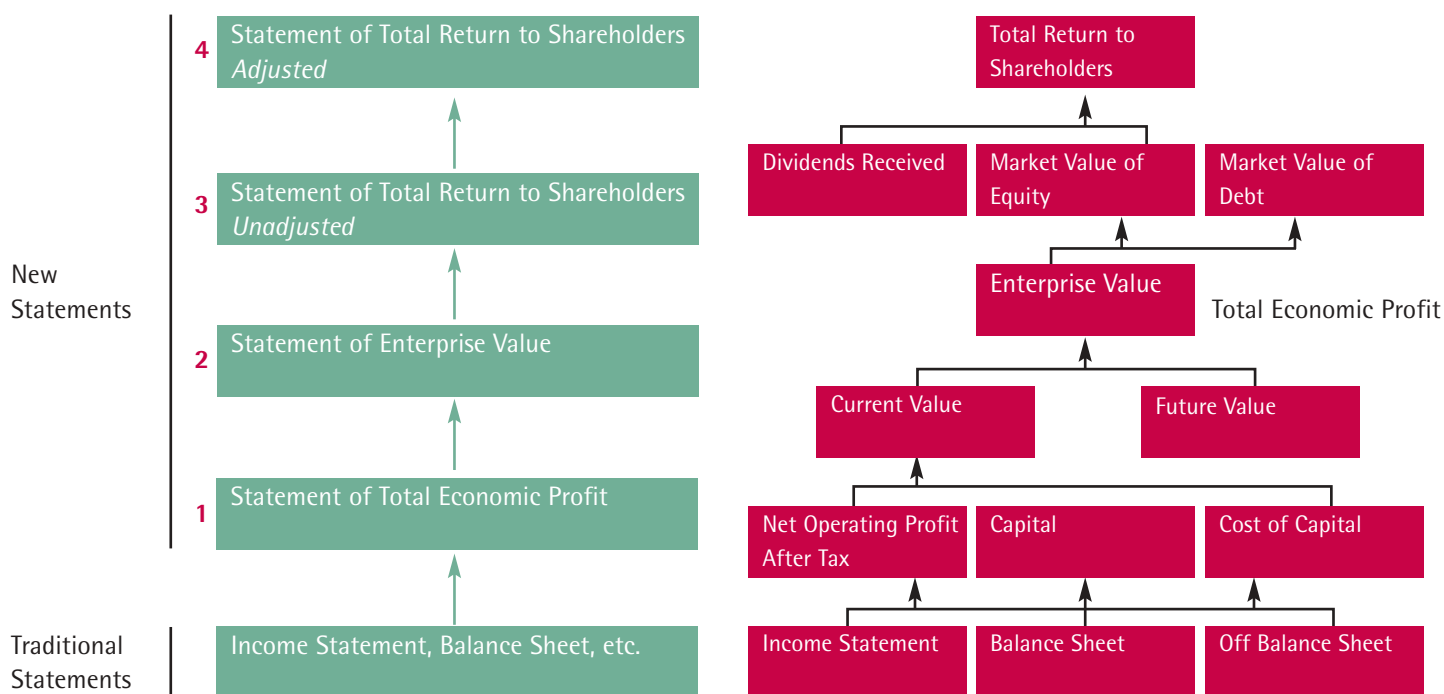 New
Statements
Traditional
Statements
4
Statement of Total Return to Shareholders
Adjusted
3
Statement of Total Return to Shareholders
Unadjusted
2
Statement of Enterprise Value
1
Statement of Total Economic Profit
Income Statement, Balance Sheet, etc.
Total Return to
Shareholders
Dividends Received
Market Value of
Equity
Market Value of
Debt
Enterprise Value
Total Economic Profit
Current Value
Future Value
Net Operating Profit
After Tax
Capital
Cost of Capital
Income Statement
Balance Sheet
Off Balance Sheet